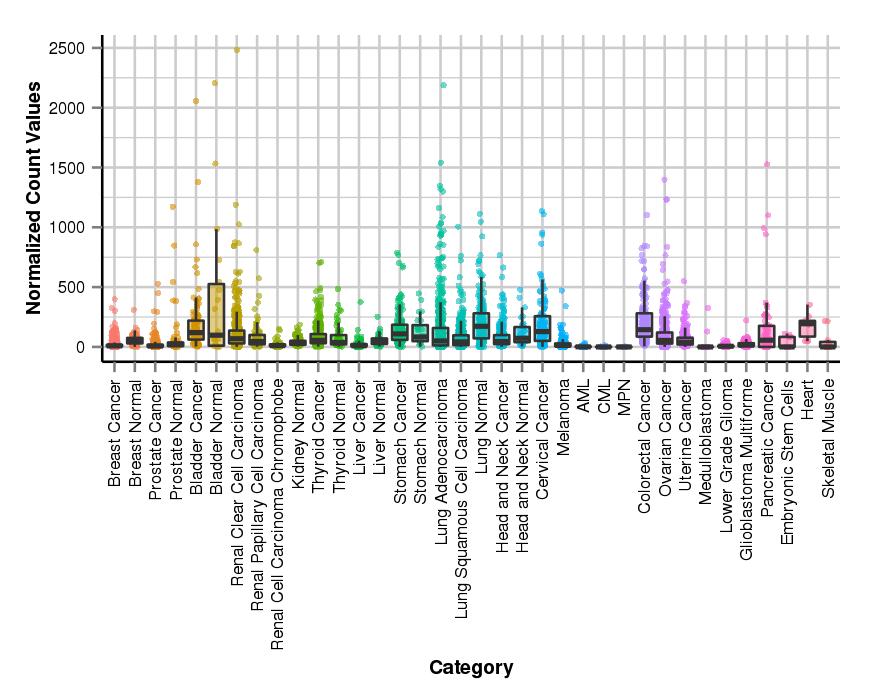 Normalized Count Values
2500
2000
1500
1000
500
0
Breast Cancer
Breast Normal
Prostate Cancer
Prostate Normal
Bladder Cancer
Bladder Normal
Renal Clear Cell Carcinoma
Renal Papillary Cell Carcinoma
Renal Cell Carcinoma Chromophobe
Kidney Normal
Thyroid Cancer
Thyroid Normal
Liver Cancer
Liver Normal
Stomach Cancer
Stomach Normal
Lung Adenocarcinoma
Lung Squamous Cell Carcinoma
Lung Normal
Head and Neck Cancer
Head and Neck Normal
Cervical Cancer
Melanoma
AML
CML
MPN
Colorectal Cancer
Ovarian Cancer
Uterine Cancer
Medulloblastoma
Lower Grade Glioma
Glioblastoma Multiforme
Pancreatic Cancer
Embryonic Stem Cells
Heart
Skeletal Muscle
Category